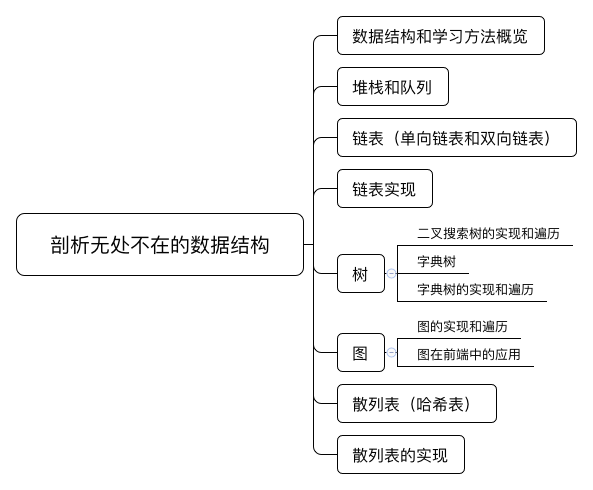 数据结构和学习方法概览
堆栈和队列
链表（单向链表和双向链表）
链表实现
剖析无处不在的数据结构
树
二叉搜索树的实现和遍历
字典树
字典树的实现和遍历
图
图的实现和遍历
图在前端中的应用
散列表（哈希表）
散列表的实现